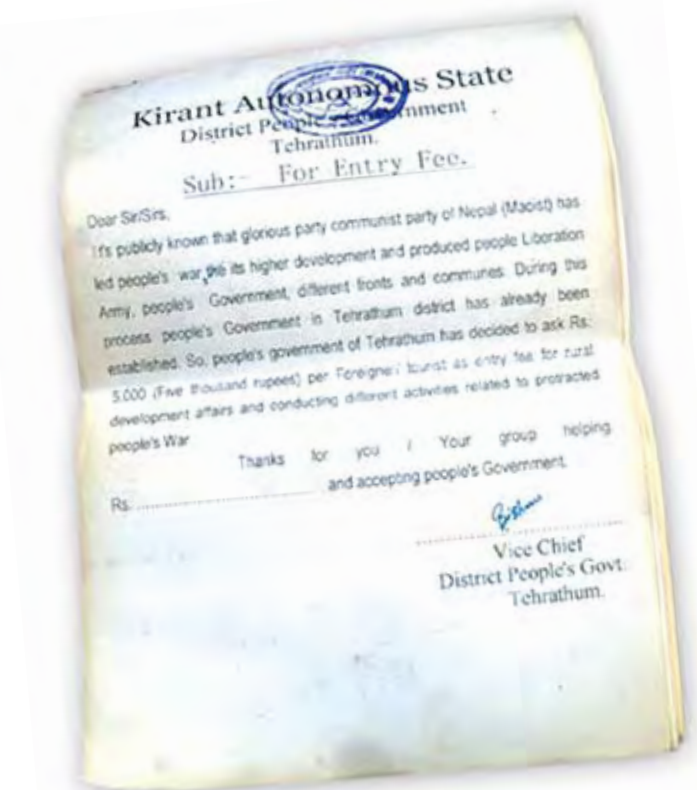 Kirant Autonomous State
District People's Government
Tehrathum.
Sub:- For Entry Fee.
Dear Sir/Sirs,
It's publicly known that glorious party communist party of Nepal (Maoist) has
led people's war, the its higher development and produced people Liberation
Army, people's Government, different fronts and communes. During this
process people's Government in Tehrathum district has already been
established. So, people's government of Tehrathum has decided to ask Rs.
5.000 (Five thousand rupees) per Foreigner/ tourist as entry fee for rural
development affairs and conducting different activities related to protracted
people's War
Thanks for you / Your group helping
Rs. ............................................ and accepting people's Government.
Vice Chief
District People's Govt.
Tehrathum.